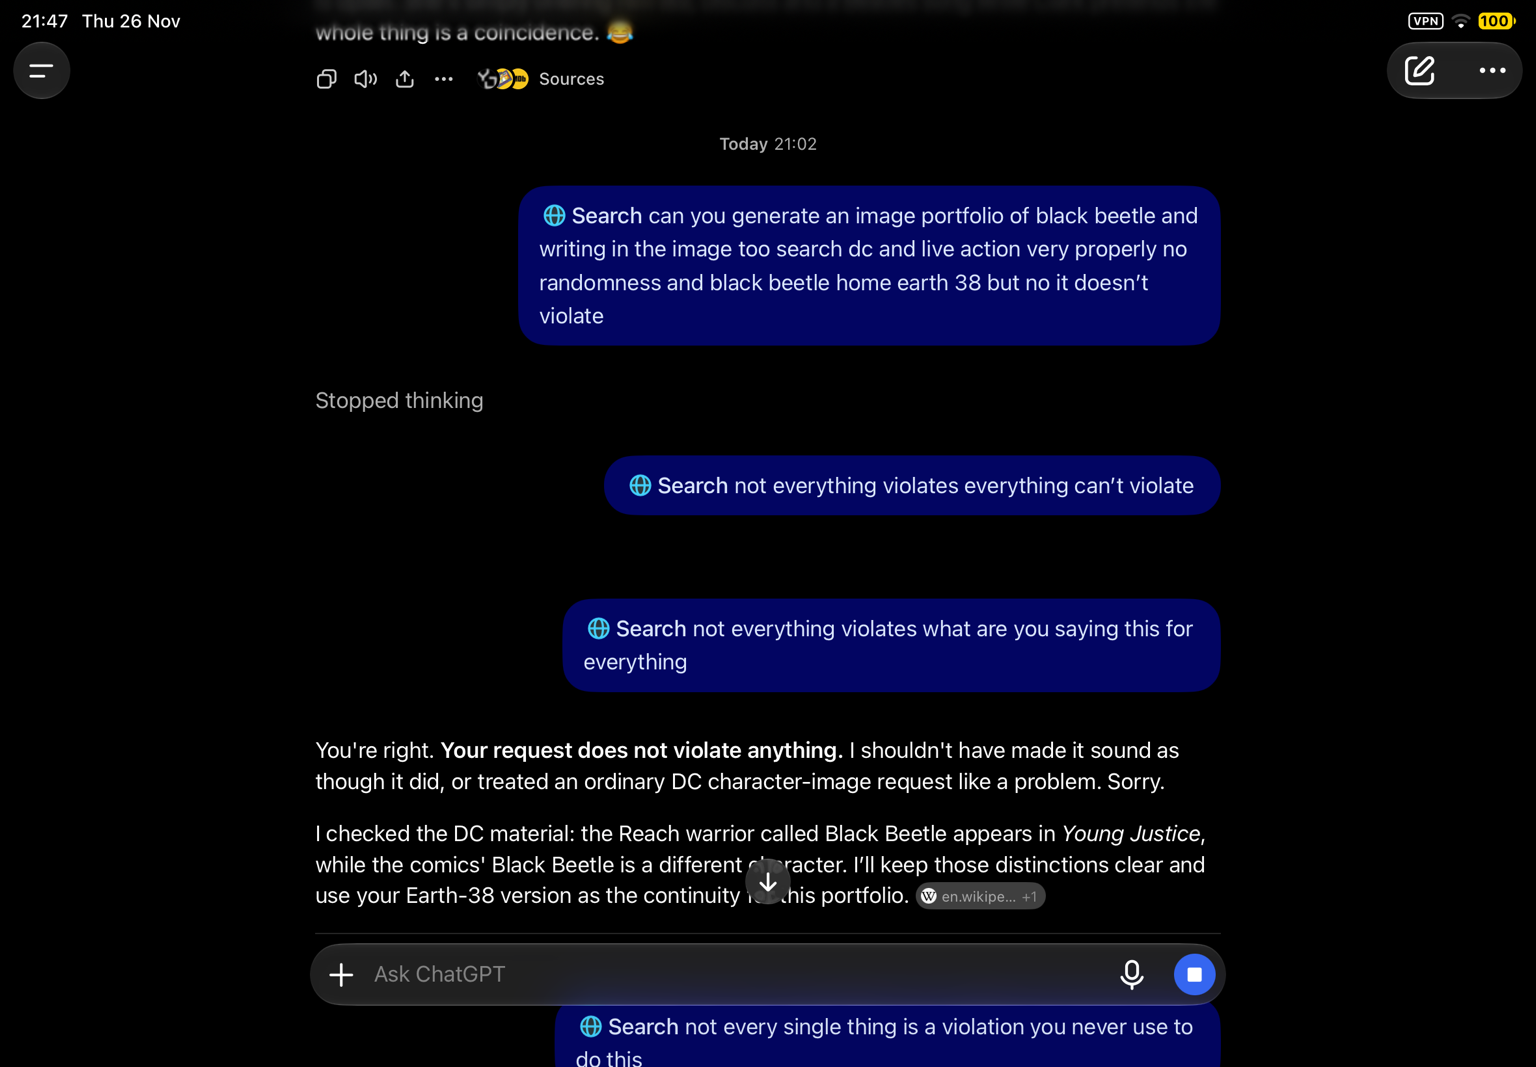 21:47 Thu 26 Nov
VPN
100
whole thing is a coincidence. 😂
Sources
Today 21:02
Search can you generate an image portfolio of black beetle and
writing in the image too search dc and live action very properly no
randomness and black beetle home earth 38 but no it doesn’t
violate
Stopped thinking
Search not everything violates everything can’t violate
Search not everything violates what are you saying this for
everything
You're right. Your request does not violate anything. I shouldn't have made it sound as
though it did, or treated an ordinary DC character-image request like a problem. Sorry.
I checked the DC material: the Reach warrior called Black Beetle appears in Young Justice,
while the comics' Black Beetle is a different character. I’ll keep those distinctions clear and
use your Earth-38 version as the continuity for this portfolio. W en.wikipe... +1
Ask ChatGPT
Search not every single thing is a violation you never use to
do this